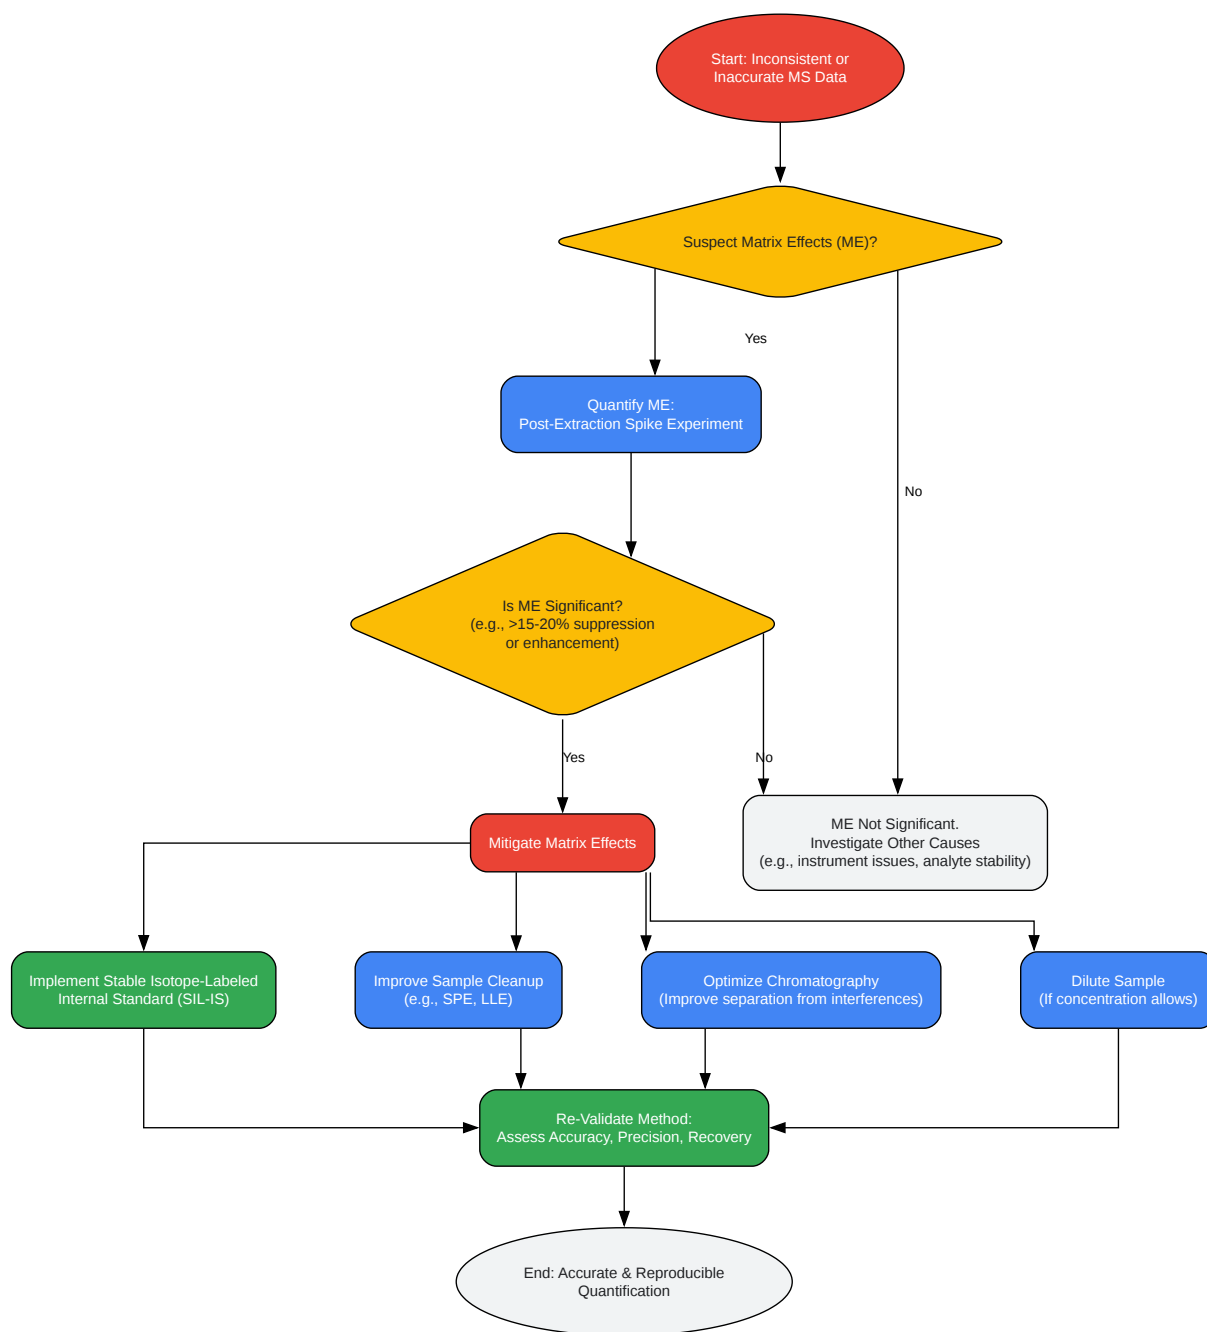 Start: Inconsistent or
Inaccurate MS Data
Suspect Matrix Effects (ME)?
Yes
Quantify ME:
Post-Extraction Spike Experiment
No
Is ME Significant?
(e.g., >15-20% suppression
or enhancement)
Yes
No
ME Not Significant.
Investigate Other Causes
(e.g., instrument issues, analyte stability)
Mitigate Matrix Effects
Implement Stable Isotope-Labeled
Internal Standard (SIL-IS)
Improve Sample Cleanup
(e.g., SPE, LLE)
Optimize Chromatography
(Improve separation from interferences)
Dilute Sample
(If concentration allows)
Re-Validate Method:
Assess Accuracy, Precision, Recovery
End: Accurate & Reproducible
Quantification